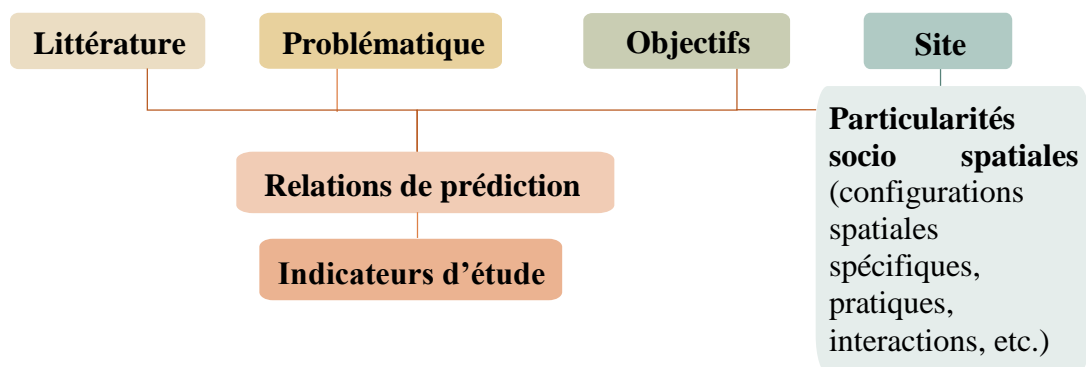 Littérature
Problématique
Objectifs
Site
Particularités
socio spatiales
(configurations
spatiales
spécifiques,
pratiques,
interactions, etc.)
Relations de prédiction
Indicateurs d'étude